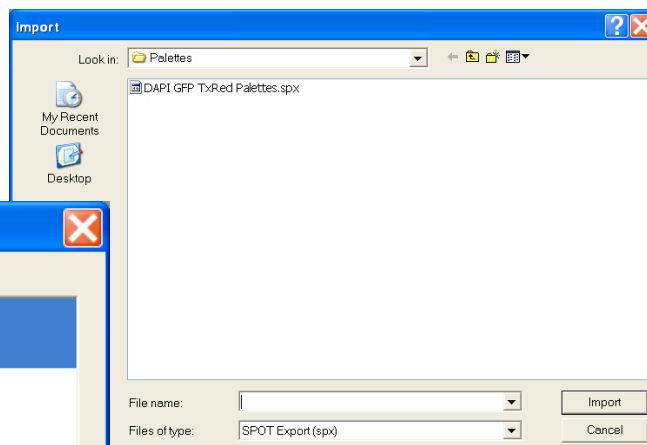 Import
Look in: Palettes
DAPI GFP TxRed Palettes.spx
My Recent
Documents
Desktop
File name: Import
Files of type: SPOT Export (spx) Cancel